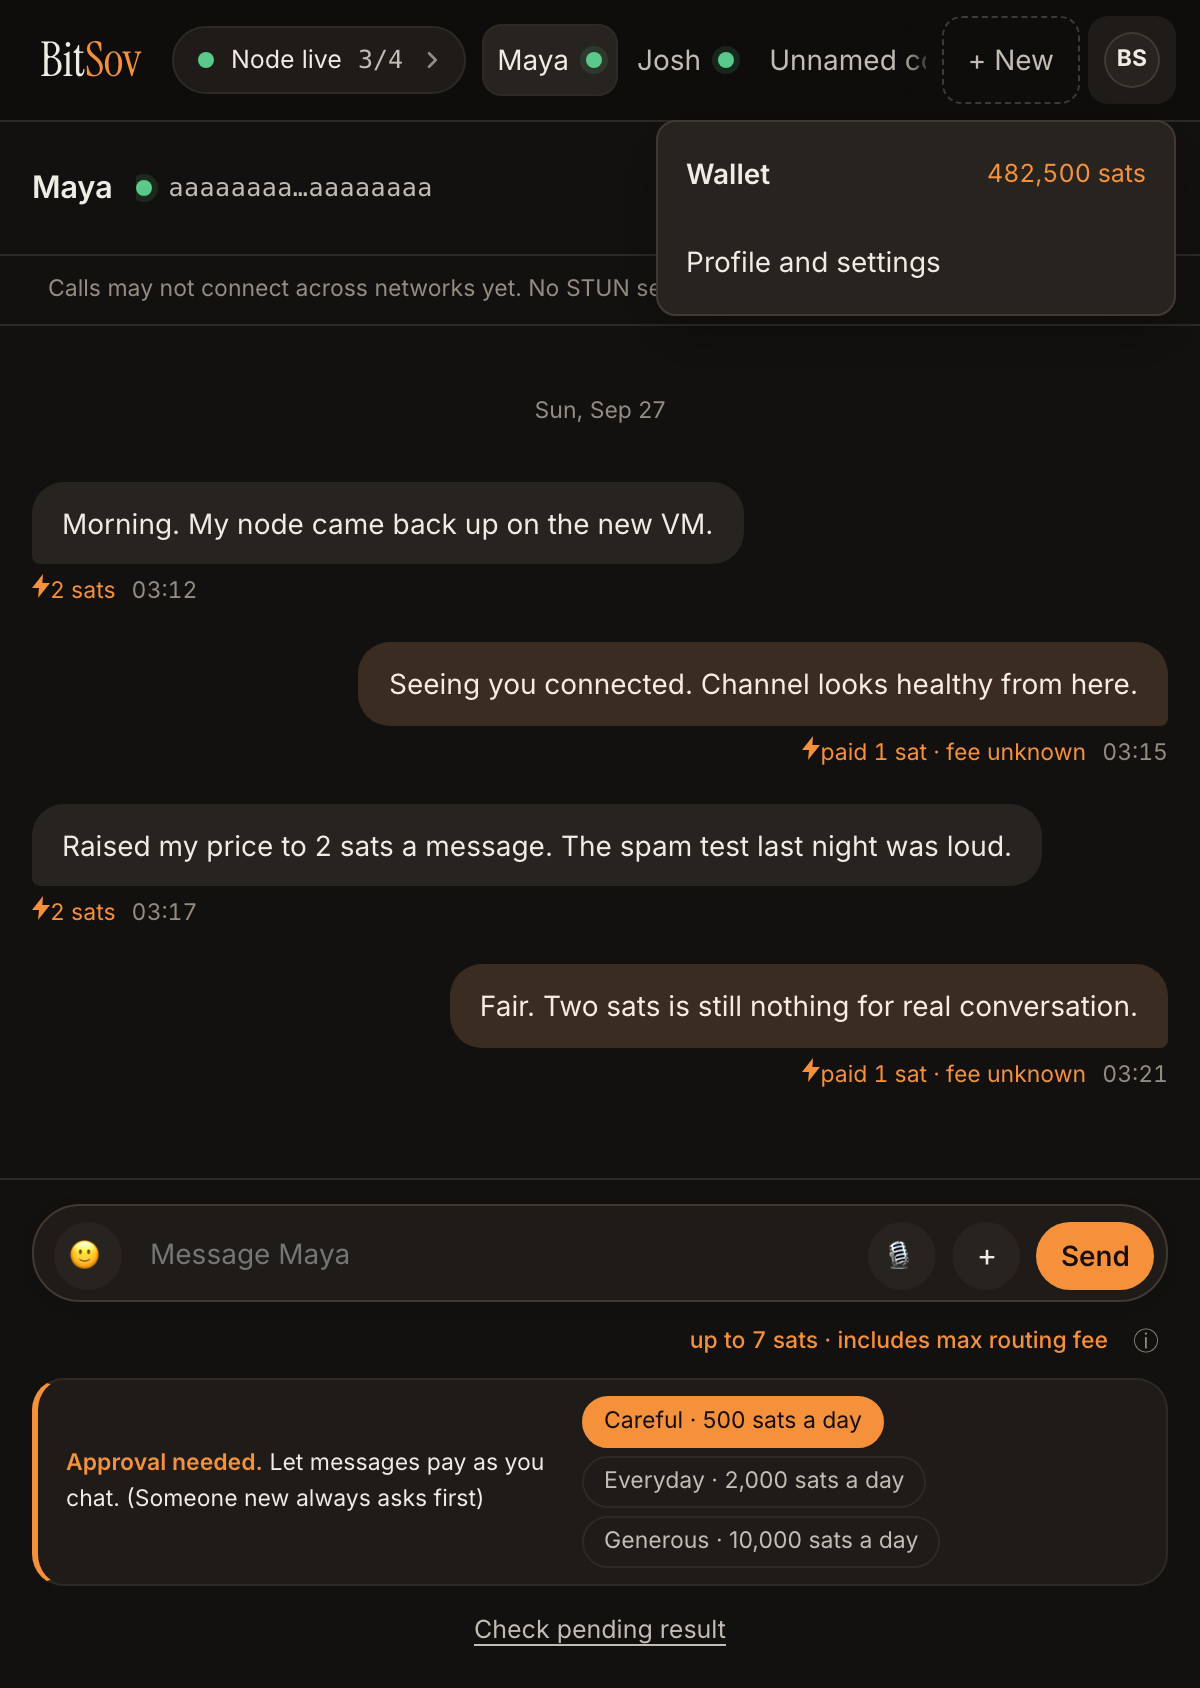 BitSov
Node live 3/4 >
Maya
Josh
Unnamed
+ New
BS
Wallet 482,500 sats
Profile and settings
Maya aaaaaaaa…aaaaaaaa
Calls may not connect across networks yet. No STUN
Sun, Sep 27
Morning. My node came back up on the new VM.
2 sats 03:12
Seeing you connected. Channel looks healthy from here.
paid 1 sat · fee unknown 03:15
Raised my price to 2 sats a message. The spam test last night was loud.
2 sats 03:17
Fair. Two sats is still nothing for real conversation.
paid 1 sat · fee unknown 03:21
Message Maya
+
Send
up to 7 sats · includes max routing fee ⓘ
Approval needed. Let messages pay as you
chat. (Someone new always asks first)
Careful · 500 sats a day
Everyday · 2,000 sats a day
Generous · 10,000 sats a day
Check pending result